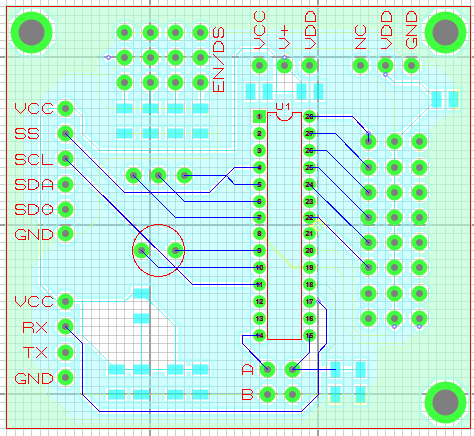 EN/DS
VCC
V+
VDD
NC
VDD
GND
U1
VCC
SS
SCL
SDA
SDO
GND
VCC
RX
TX
GND
1
2
3
4
5
6
7
8
9
10
11
12
13
14
28
27
26
25
24
23
22
21
20
19
18
17
16
15
A
B